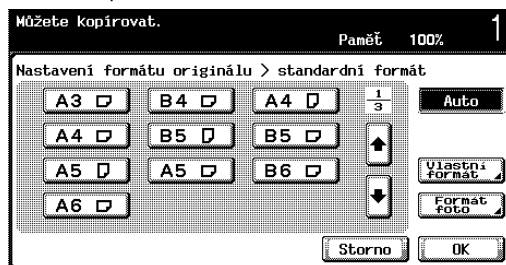 Můžete kopírovat.
Paměť 100% 1
Nastavení formátu originálu > standardní formát
A3 B4 A4 1/3 Auto
A4 B5 B5
A5 A5 B6 Vlastní formát
A6 Formát foto
Storno OK